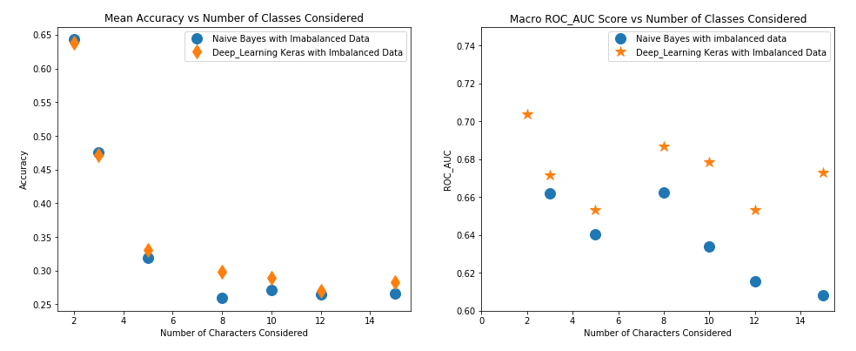 Mean Accuracy vs Number of Classes Considered
Naive Bayes with Imabalanced Data
Deep_Learning Keras with Imbalanced Data
Accuracy
0.65
0.60
0.55
0.50
0.45
0.40
0.35
0.30
0.25
2 4 6 8 10 12 14
Number of Characters Considered
Macro ROC_AUC Score vs Number of Classes Considered
Naive Bayes with imbalanced data
Deep_Learning Keras with Imbalanced Data
ROC_AUC
0.74
0.72
0.70
0.68
0.66
0.64
0.62
0.60
0 2 4 6 8 10 12 14
Number of Characters Considered